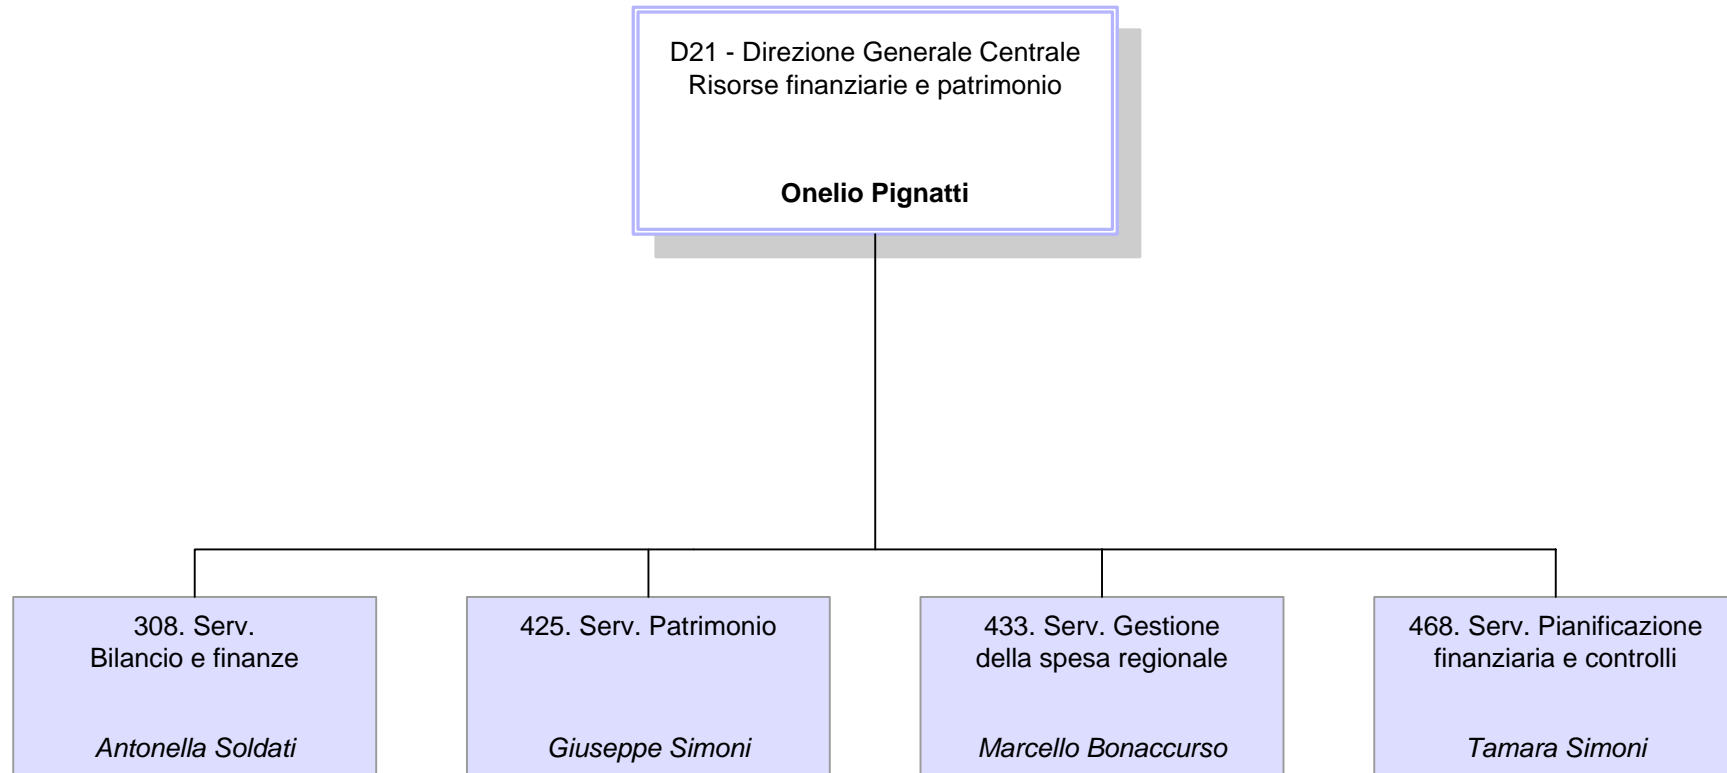 D21 - Direzione Generale Centrale
Risorse finanziarie e patrimonio
Onelio Pignatti
308. Serv.
Bilancio e finanze
Antonella Soldati
425. Serv. Patrimonio
Giuseppe Simoni
433. Serv. Gestione
della spesa regionale
Marcello Bonaccurso
468. Serv. Pianificazione
finanziaria e controlli
Tamara Simoni